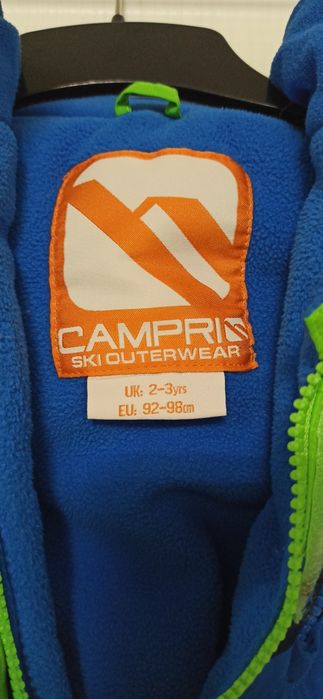 CAMPRI
SKI OUTERWEAR
UK: 2-3yrs
EU: 92-98cm